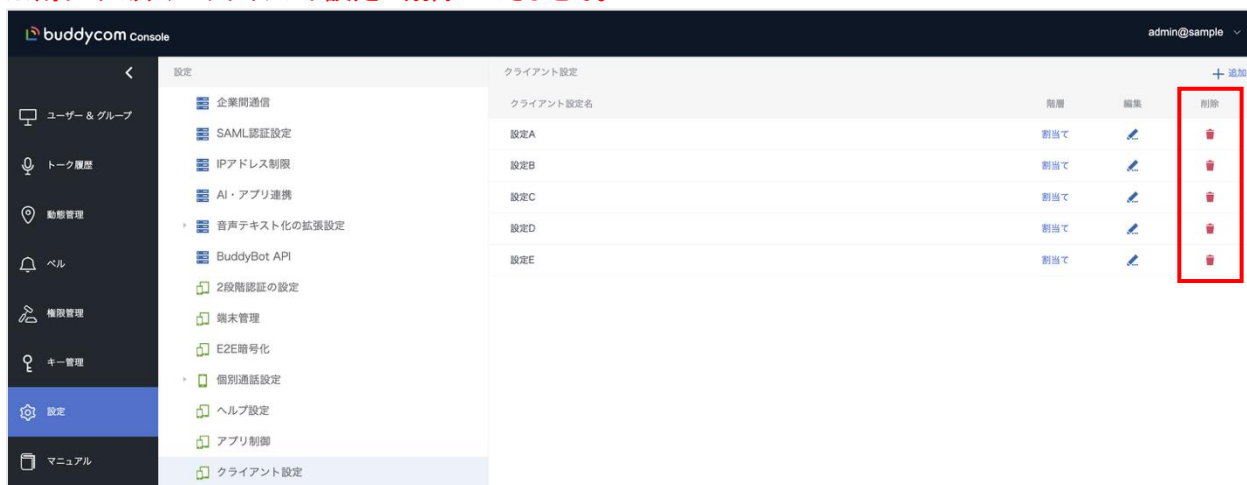 buddycom Console
admin@sample
設定
クライアント設定
追加
ユーザー & グループ
トーク履歴
動態管理
ベル
権限管理
キー管理
設定
マニュアル
企業間通信
SAML認証設定
IPアドレス制限
AI・アプリ連携
音声テキスト化の拡張設定
BuddyBot API
2段階認証の設定
端末管理
E2E暗号化
個別通話設定
ヘルプ設定
アプリ制御
クライアント設定
クライアント設定名 階層 編集 削除
設定A 割当て
設定B 割当て
設定C 割当て
設定D 割当て
設定E 割当て